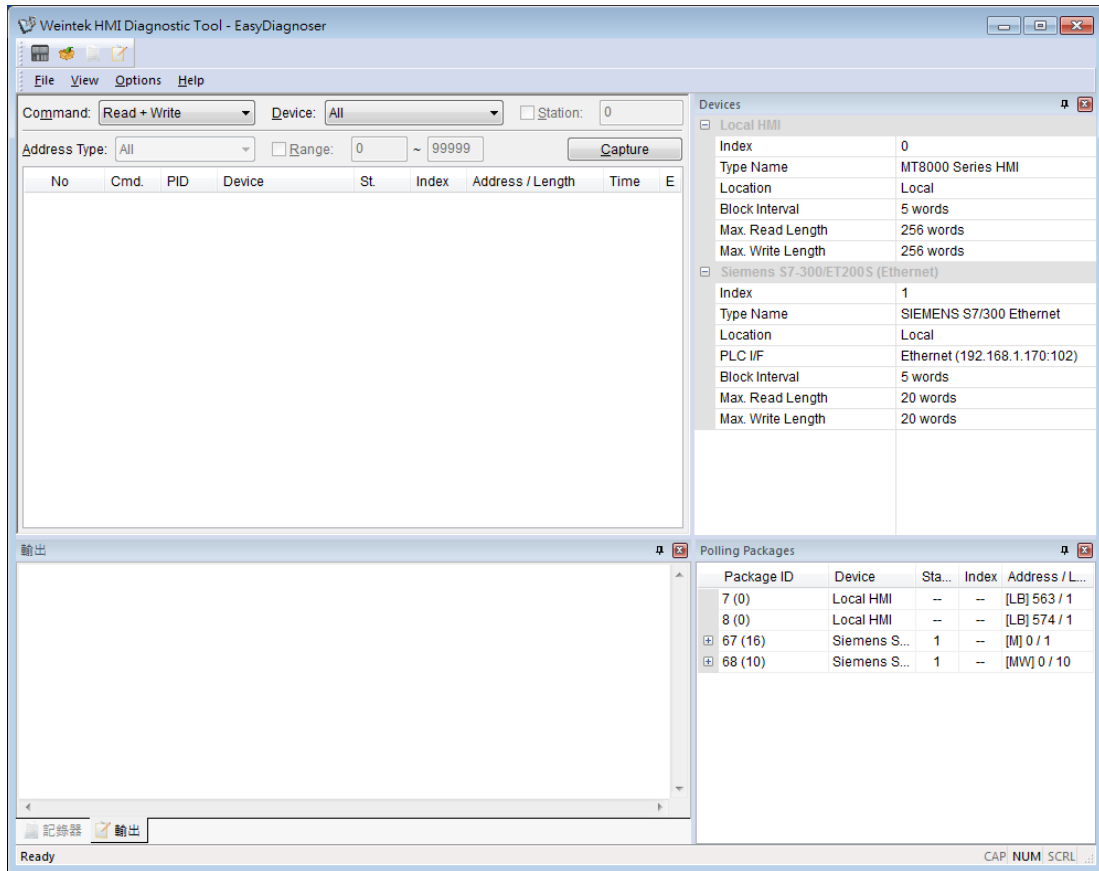 Weintek HMI Diagnostic Tool - EasyDiagnoser
File View Options Help
Command: Read + Write Device: All Station: 0
Address Type: All Range: 0 ~ 99999 Capture
No Cmd. PID Device St. Index Address / Length Time E
Devices
Local HMI
Index 0
Type Name MT8000 Series HMI
Location Local
Block Interval 5 words
Max. Read Length 256 words
Max. Write Length 256 words
Siemens S7-300/ET200S (Ethernet)
Index 1
Type Name SIEMENS S7/300 Ethernet
Location Local
PLC I/F Ethernet (192.168.1.170:102)
Block Interval 5 words
Max. Read Length 20 words
Max. Write Length 20 words
輸出
記錄器 輸出
Polling Packages
Package ID Device Sta... Index Address / L...
7 (0) Local HMI -- -- [LB] 563 / 1
8 (0) Local HMI -- -- [LB] 574 / 1
67 (16) Siemens S... 1 -- [M] 0 / 1
68 (10) Siemens S... 1 -- [MW] 0 / 10
Ready CAP NUM SCRL